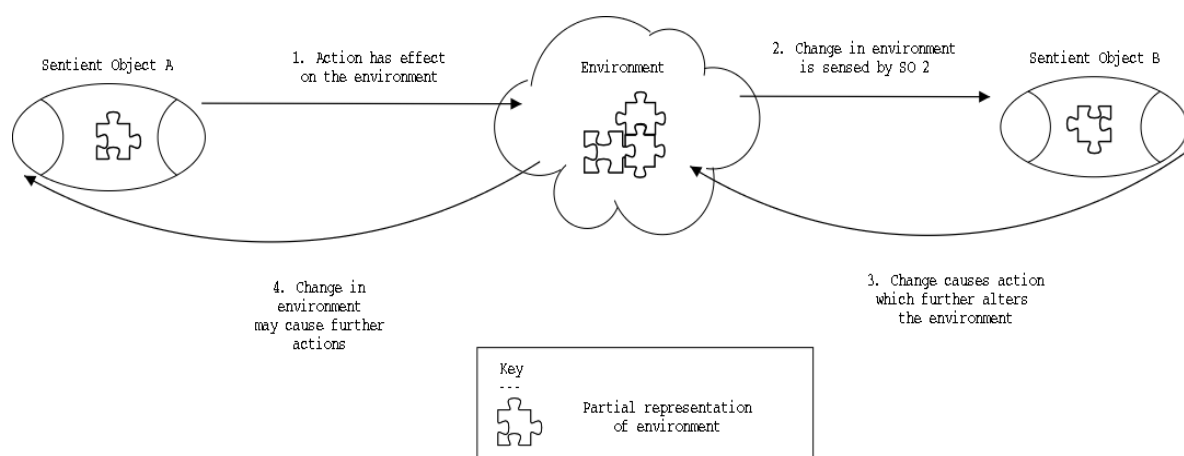 Sentient Object A
1. Action has effect
on the environment
Environment
2. Change in environment
is sensed by SO 2
Sentient Object B
4. Change in
environment
may cause further
actions
3. Change causes action
which further alters
the environment
Key
---
Partial representation
of environment